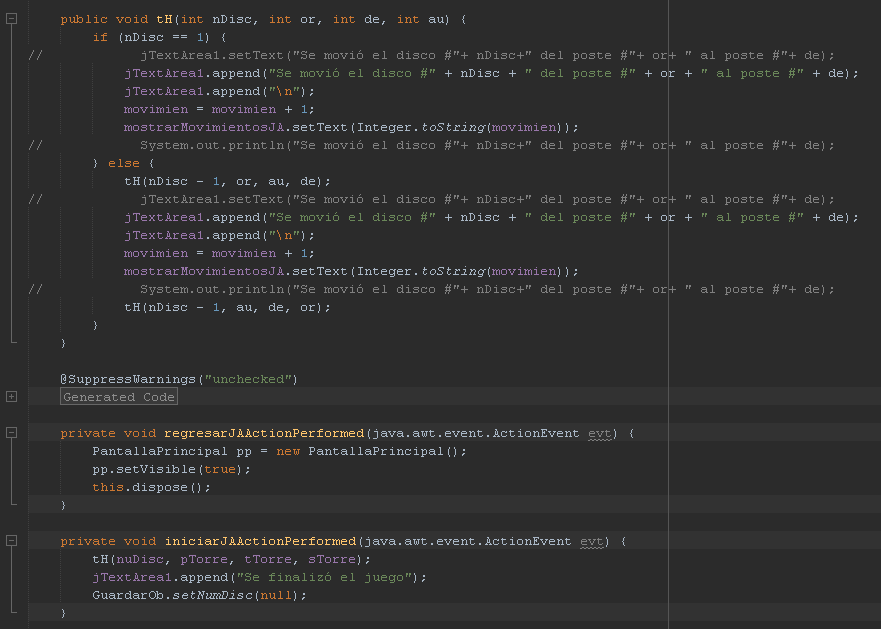 public void tH(int nDisc, int or, int de, int au) {
        if (nDisc == 1) {
//            jTextArea1.setText("Se movió el disco #"+ nDisc+" del poste #"+ or+ " al poste #"+ de);
            jTextArea1.append("Se movió el disco #" + nDisc + " del poste #" + or + " al poste #" + de);
            jTextArea1.append("\n");
            movimien = movimien + 1;
            mostrarMovimientosJA.setText(Integer.toString(movimien));
//            System.out.println("Se movió el disco #"+ nDisc+" del poste #"+ or+ " al poste #"+ de);
        } else {
            tH(nDisc - 1, or, au, de);
//            jTextArea1.setText("Se movió el disco #"+ nDisc+" del poste #"+ or+ " al poste #"+ de);
            jTextArea1.append("Se movió el disco #" + nDisc + " del poste #" + or + " al poste #" + de);
            jTextArea1.append("\n");
            movimien = movimien + 1;
            mostrarMovimientosJA.setText(Integer.toString(movimien));
//            System.out.println("Se movió el disco #"+ nDisc+" del poste #"+ or+ " al poste #"+ de);
            tH(nDisc - 1, au, de, or);
        }
    }

    @SuppressWarnings("unchecked")
    Generated Code

    private void regresarJAActionPerformed(java.awt.event.ActionEvent evt) {
        PantallaPrincipal pp = new PantallaPrincipal();
        pp.setVisible(true);
        this.dispose();
    }

    private void iniciarJAActionPerformed(java.awt.event.ActionEvent evt) {
        tH(nuDisc, pTorre, tTorre, sTorre);
        jTextArea1.append("Se finalizó el juego");
        GuardarOb.setNumDisc(null);
    }